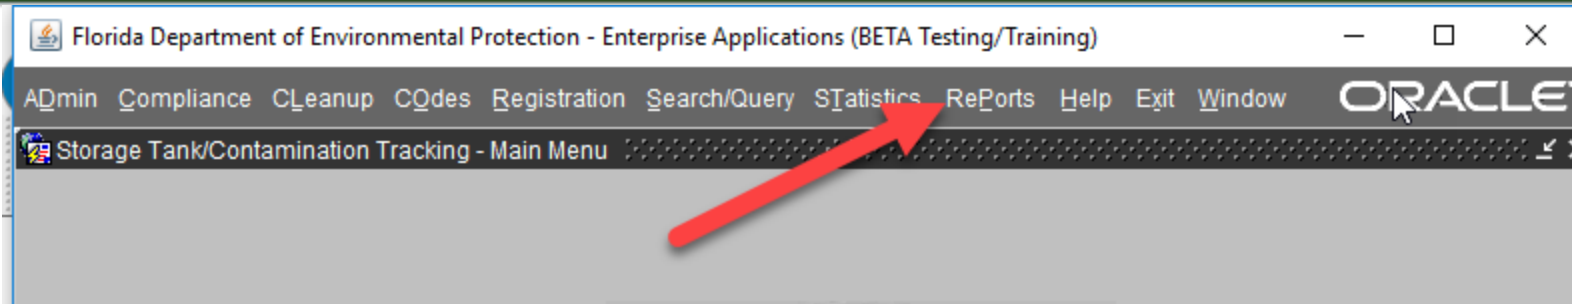 Florida Department of Environmental Protection - Enterprise Applications (BETA Testing/Training)
ADmin Compliance CLeanup COdes Registration Search/Query STatistics RePorts Help Exit Window ORACLE
Storage Tank/Contamination Tracking - Main Menu